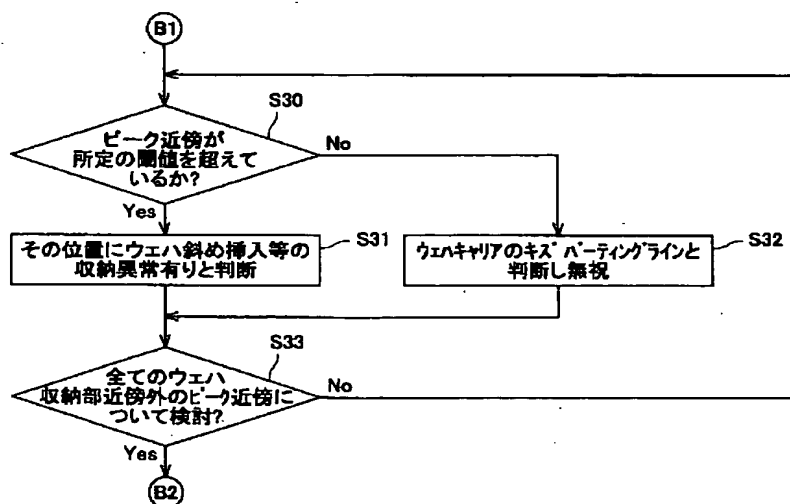 B1
S30
ピーク近傍が
所定の閾値を超えて
いるか?
No
Yes
その位置にウェハ斜め挿入等の
収納異常有りと判断
S31
ウェハキャリアのキズ パーティングラインと
判断し無視
S32
S33
全てのウェハ
収納部近傍外のピーク近傍に
ついて検討?
No
Yes
B2